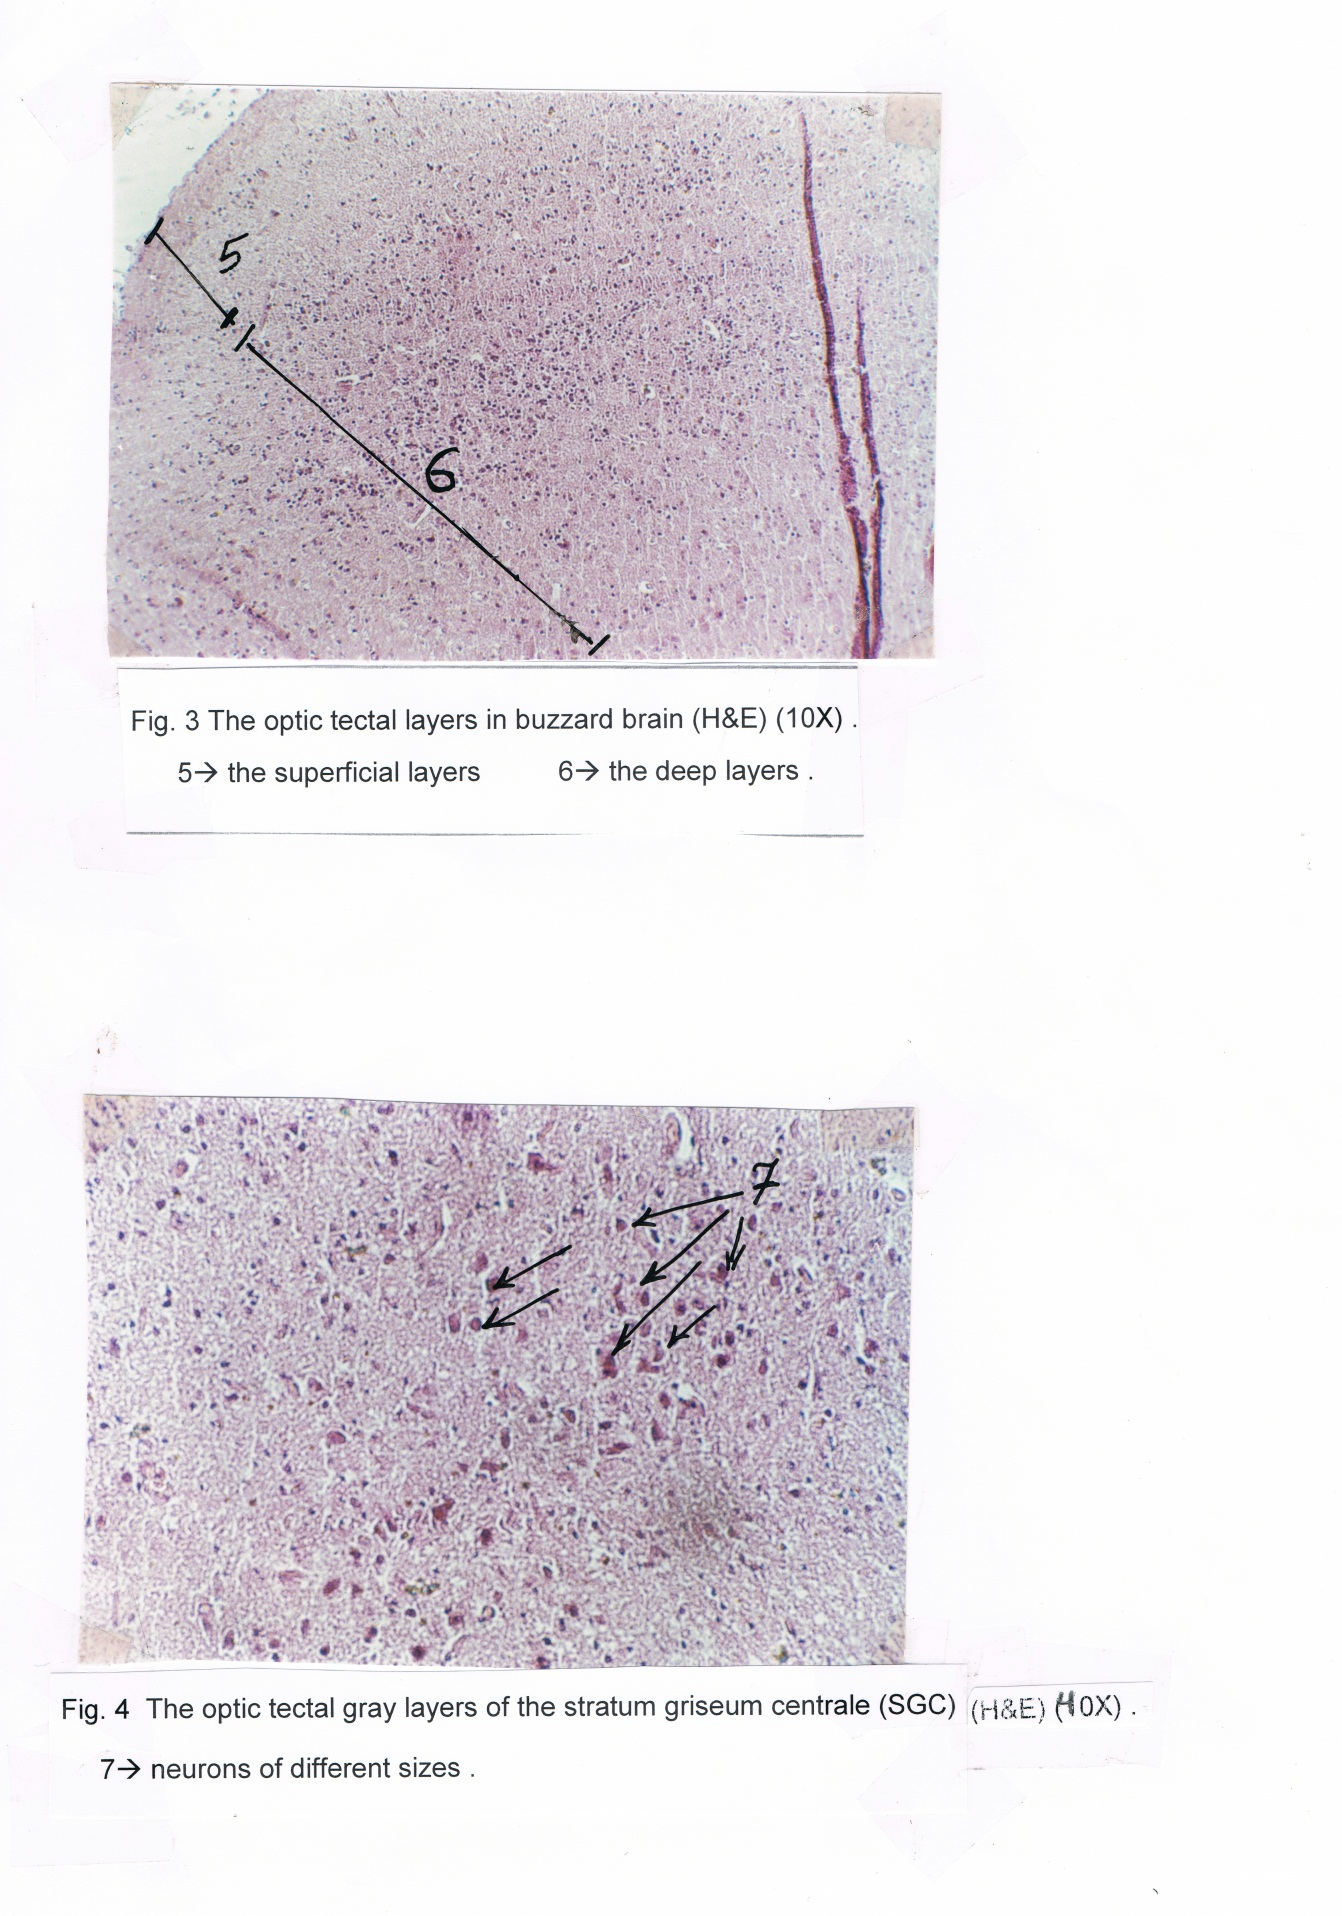 5
6
Fig. 3 The optic tectal layers in buzzard brain (H&E) (10X) .
5→ the superficial layers 6→ the deep layers .
7
Fig. 4 The optic tectal gray layers of the stratum griseum centrale (SGC) (H&E) (40X) .
7→ neurons of different sizes .